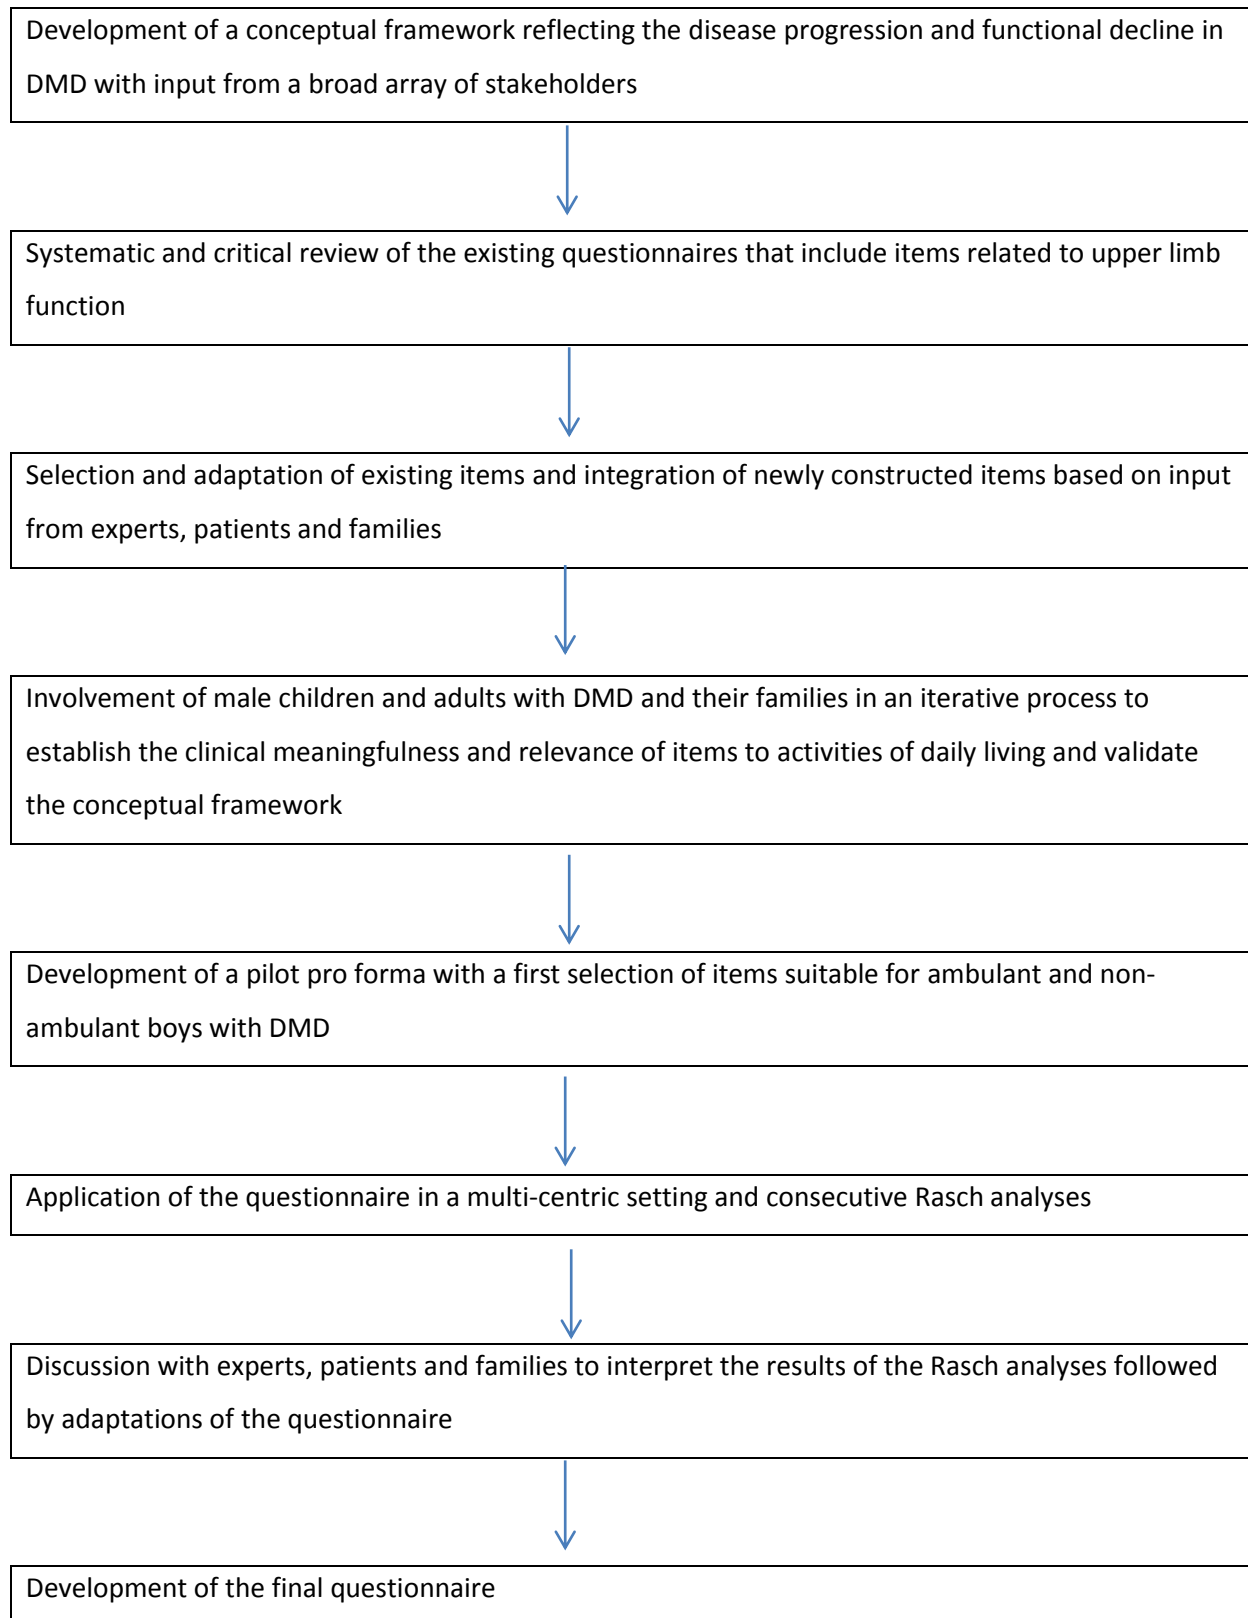 Development of a conceptual framework reflecting the disease progression and functional decline in
DMD with input from a broad array of stakeholders
Systematic and critical review of the existing questionnaires that include items related to upper limb
function
Selection and adaptation of existing items and integration of newly constructed items based on input
from experts, patients and families
Involvement of male children and adults with DMD and their families in an iterative process to
establish the clinical meaningfulness and relevance of items to activities of daily living and validate
the conceptual framework
Development of a pilot pro forma with a first selection of items suitable for ambulant and non-
ambulant boys with DMD
Application of the questionnaire in a multi-centric setting and consecutive Rasch analyses
Discussion with experts, patients and families to interpret the results of the Rasch analyses followed
by adaptations of the questionnaire
Development of the final questionnaire